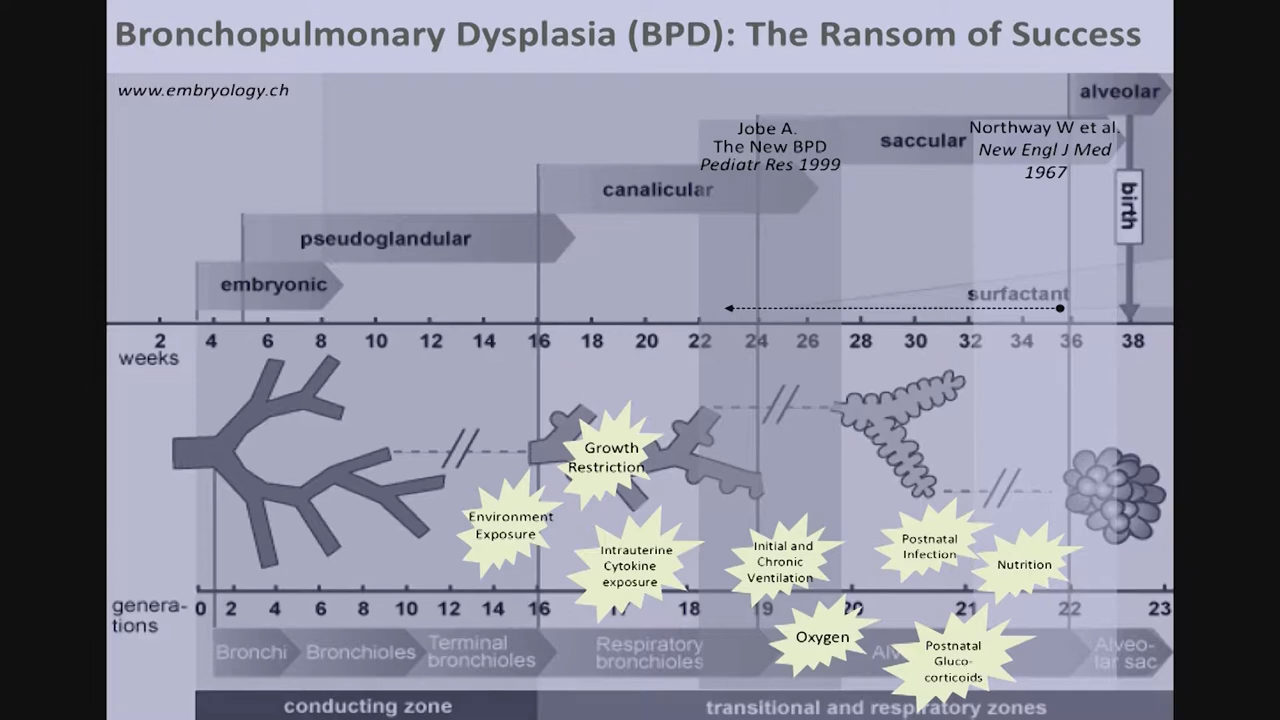 Bronchopulmonary Dysplasia (BPD): The Ransom of Success
www.embryology.ch
alveolar
Jobe A.
The New BPD
Pediatr Res 1999
saccular
Northway W et al.
New Engl J Med
1967
canalicular
birth
pseudoglandular
embryonic
surfactant
2 4 6 8 10 12 14 16 18 20 22 24 26 28 30 32 34 36 38
weeks
Growth
Restriction
Environment
Exposure
Intrauterine
Cytokine
exposure
Initial and
Chronic
Ventilation
Postnatal
Infection
Nutrition
genera-
tions
0 2 4 6 8 10 12 16 17 18 19 20 21 22 23
Oxygen
Postnatal
Gluco-
corticoids
Bronchi
Bronchioles
Terminal
bronchioles
Respiratory
bronchioles
Alveo-
lar sac
conducting zone
transitional and respiratory zones